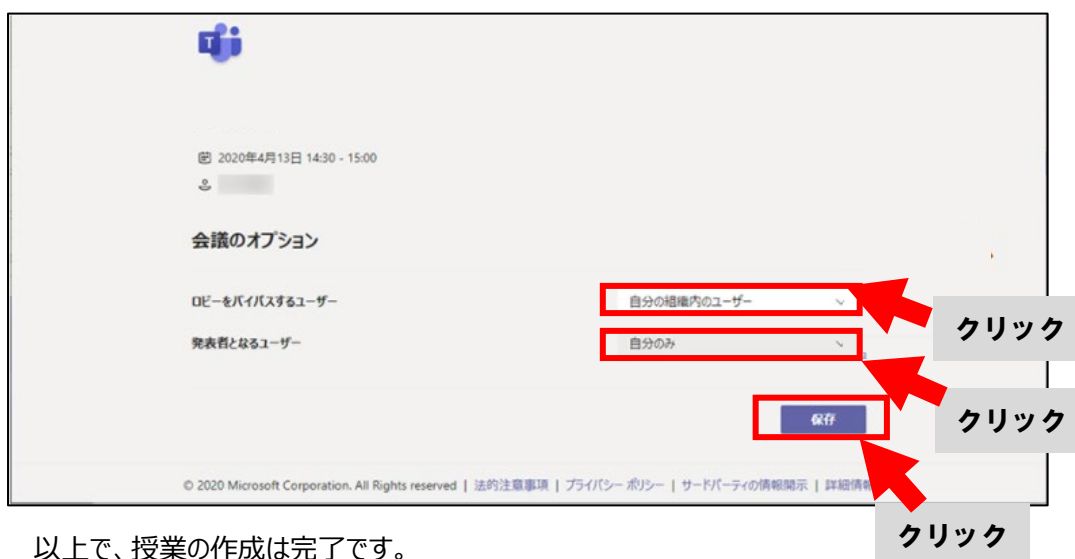 2020年4月13日 14:30 - 15:00
会議のオプション
ロビーをバイパスするユーザー
自分の組織内のユーザー
クリック
発表者となるユーザー
自分のみ
クリック
保存
© 2020 Microsoft Corporation. All Rights reserved | 法的注意事項 | プライバシー ポリシー | サードパーティの情報開示 | 詳細情報
クリック
以上で、授業の作成は完了です。